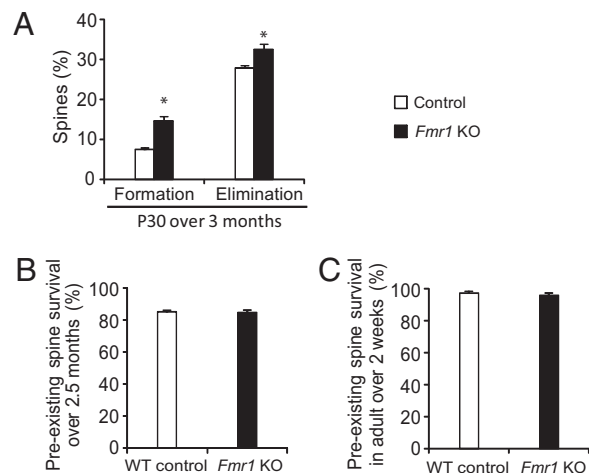 A
Spines (%)
40
30
20
10
0
*
*
Formation
Elimination
P30 over 3 months
Control
Fmr1 KO
B
Pre-existing spine survival
over 2.5 months (%)
100
80
60
40
20
0
WT control
Fmr1 KO
C
Pre-existing spine survival
in adult over 2 weeks (%)
100
80
60
40
20
0
WT control
Fmr1 KO